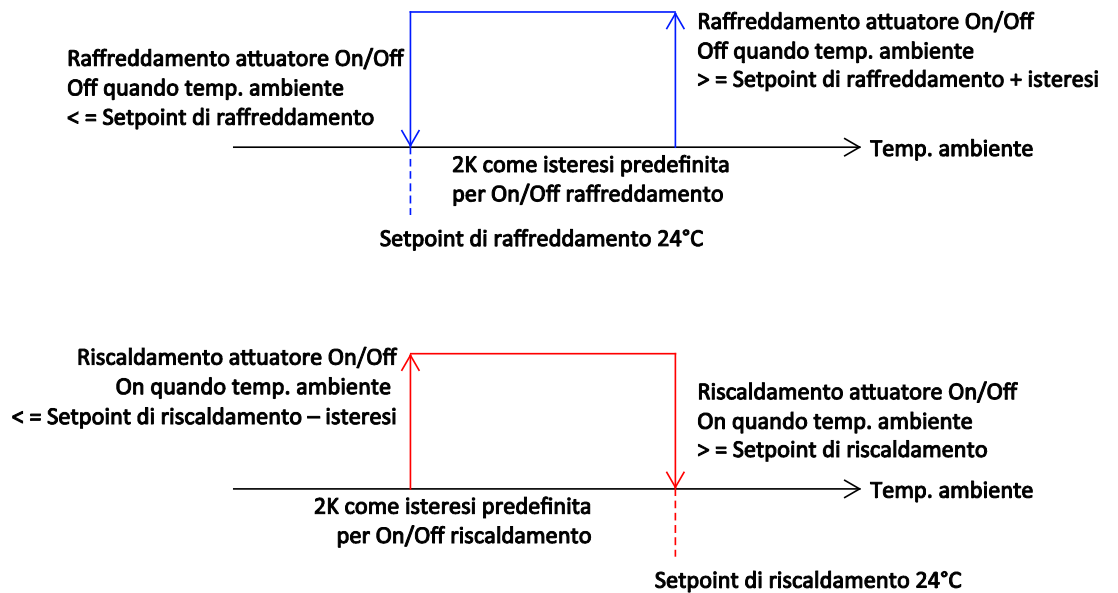 Raffreddamento attuatore On/Off
Off quando temp. ambiente
< = Setpoint di raffreddamento
Raffreddamento attuatore On/Off
Off quando temp. ambiente
> = Setpoint di raffreddamento + isteresi
Temp. ambiente
2K come isteresi predefinita
per On/Off raffreddamento
Setpoint di raffreddamento 24°C
Riscaldamento attuatore On/Off
On quando temp. ambiente
< = Setpoint di riscaldamento – isteresi
Riscaldamento attuatore On/Off
On quando temp. ambiente
> = Setpoint di riscaldamento
Temp. ambiente
2K come isteresi predefinita
per On/Off riscaldamento
Setpoint di riscaldamento 24°C